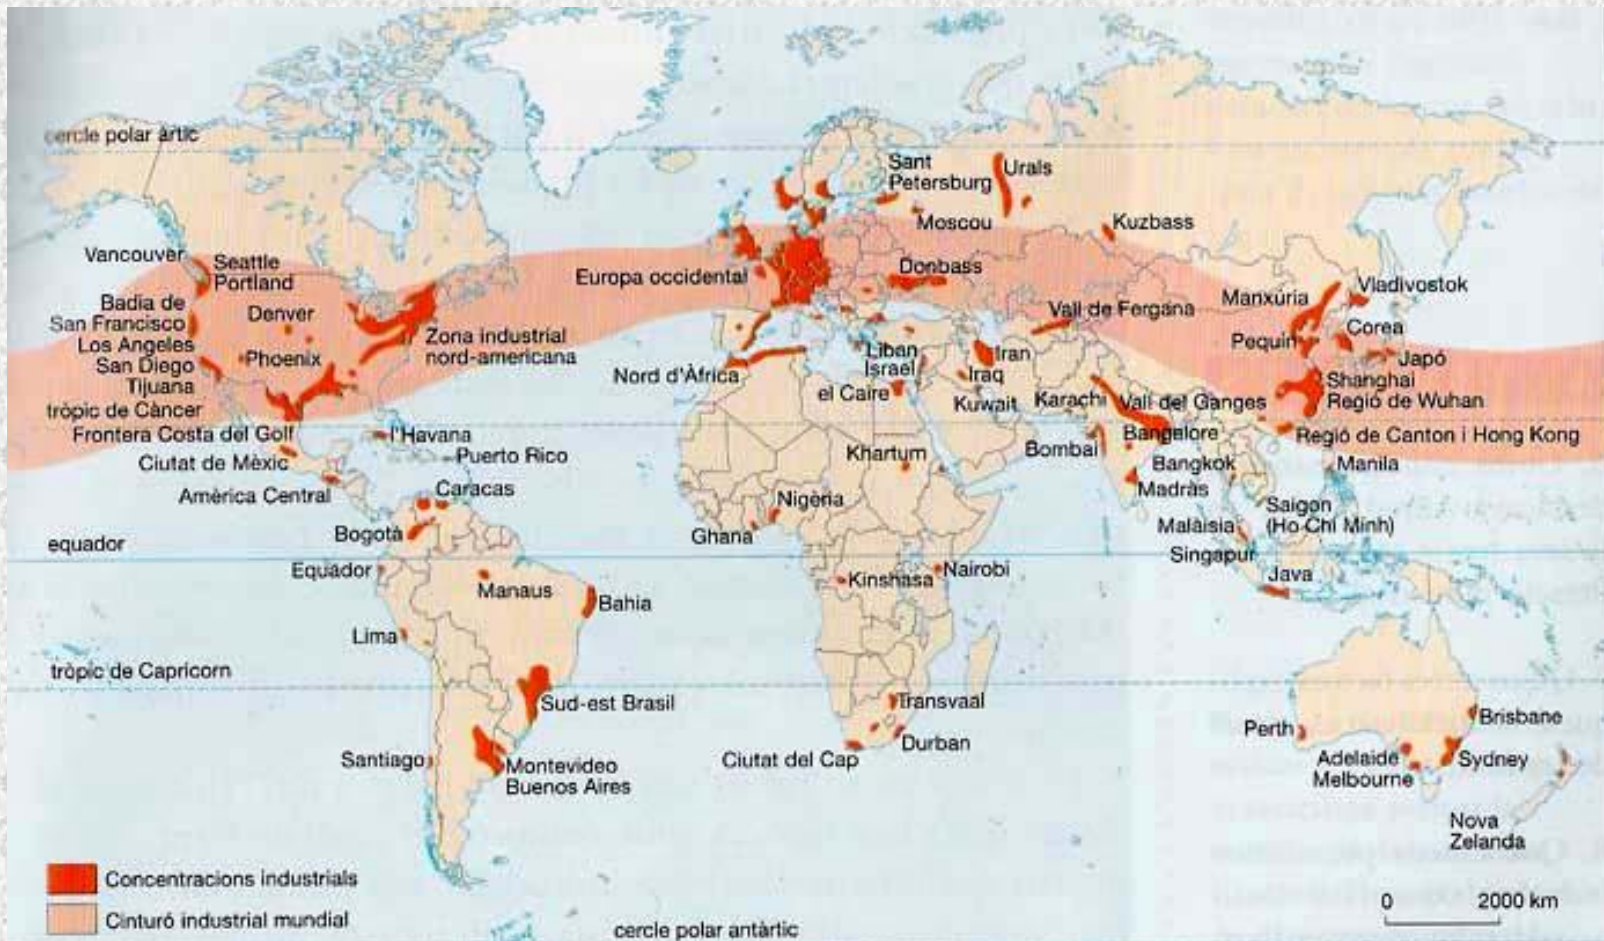 cercle polar àrtic
Sant
Petersburg
Urals
Moscou
Kuzbass
Vancouver
Seattle
Portland
Europa occidental
Donbass
Badia de
San Francisco
Denver
Vall de Fergana
Manxúria
Vladivostok
Los Angeles
San Diego
Tijuana
Phoenix
Zona industrial
nord-americana
Pequín
Corea
Japó
Nord d'Àfrica
Liban
Israel
el Caire
Iran
Iraq
Kuwait
Karachi
Vall del Ganges
Shanghai
Regió de Wuhan
tròpic de Càncer
Frontera Costa del Golf
l'Havana
Puerto Rico
Ciutat de Mèxic
Amèrica Central
Caracas
Khartum
Bombai
Bangelore
Regió de Canton i Hong Kong
Bangkok
Manila
Madràs
Saigon
(Ho Chi Minh)
Bogotà
Nigèria
Ghana
Malàisia
Singapur
equador
Equador
Manaus
Bahia
Kinshasa
Nairobi
Java
Lima
tròpic de Capricorn
Sud-est Brasil
Transvaal
Durban
Ciutat del Cap
Perth
Brisbane
Adelaide
Melbourne
Sydney
Santiago
Montevideo
Buenos Aires
Nova
Zelanda
Concentracions industrials
Cinturó industrial mundial
cercle polar antàrtic
0 2000 km